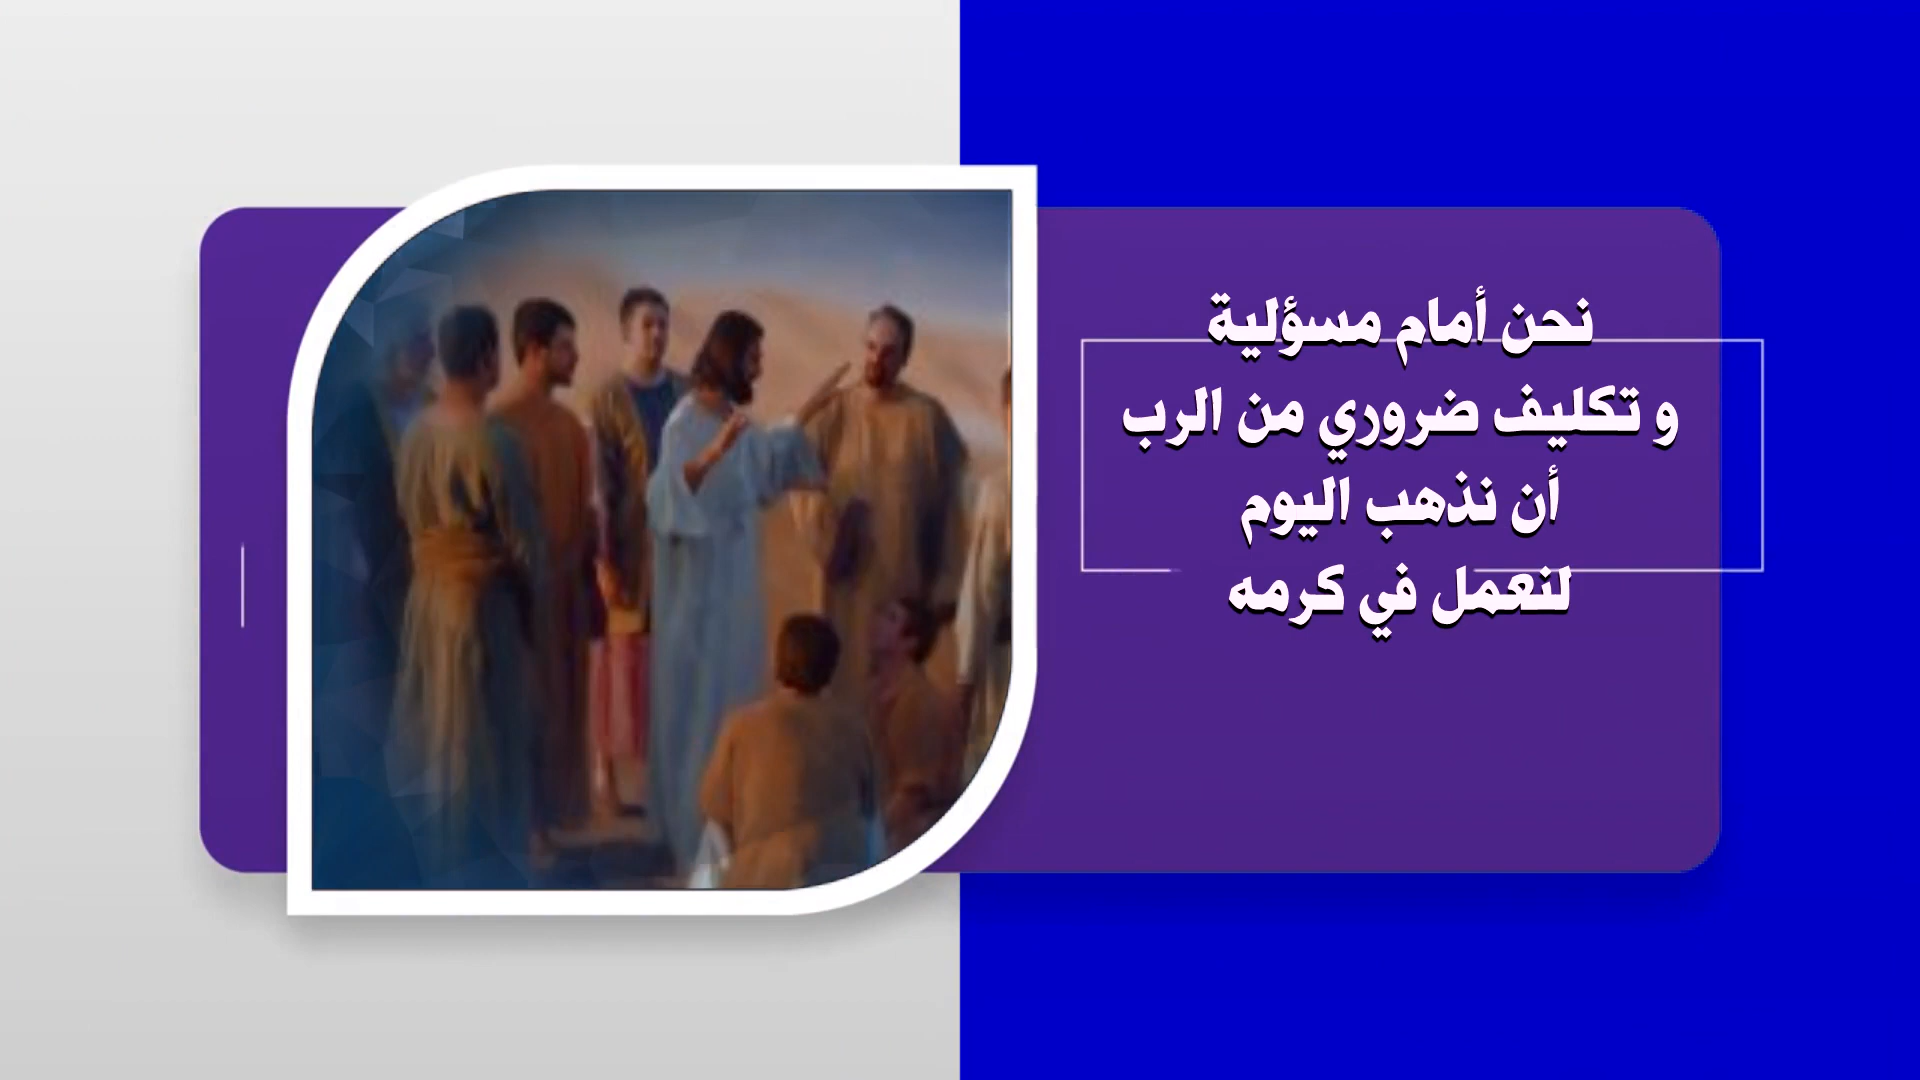 نحن أمام مسؤلية
و تكليف ضروري من الرب
أن نذهب اليوم
لنعمل في كرمه